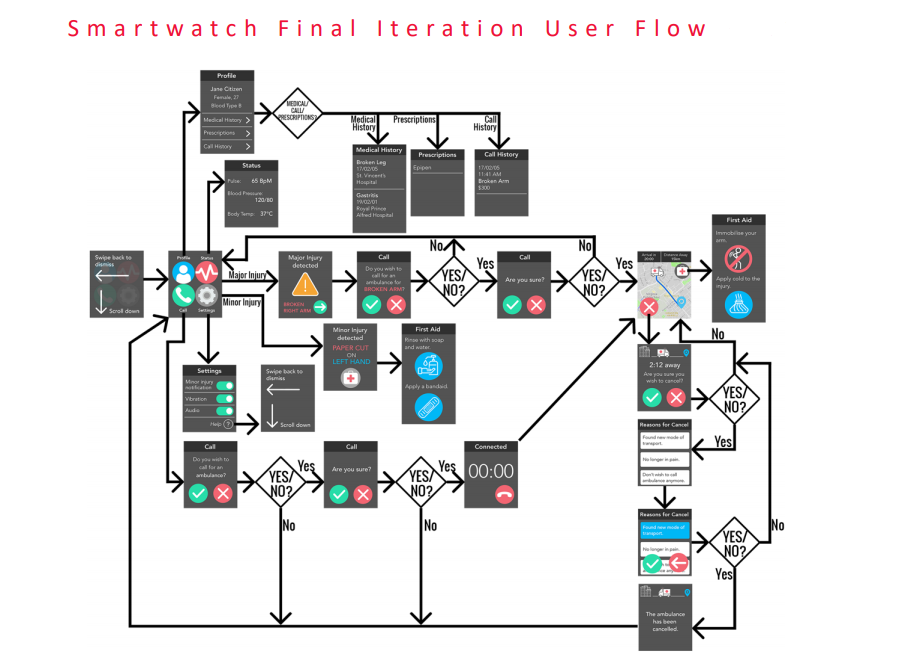 Smartwatch Final Iteration User Flow
Profile
Jane Citizen
Female, 27
Blood Type B
Medical History >
Prescriptions >
Call History >
MEDICAL/
CALL/
PRESCRIPTIONS?
Medical
History
Prescriptions
Call
History
Medical History
Broken Leg
17/02/05
St. Vincent's
Hospital
Gastritis
19/02/01
Royal Prince
Alfred Hospital
Prescriptions
Epipen
Call History
17/02/05
11:41 AM
Broken Arm
$300
Status
Pulse: 65 BpM
Blood Pressure:
120/80
Body Temp: 37°C
Swipe back to
dismiss
Scroll down
Profile
Status
Call
Settings
Major Injury
Minor Injury
Major Injury
detected
BROKEN
RIGHT ARM
Call
Do you wish to
call for an
ambulance for
BROKEN ARM?
YES/
NO?
No
Yes
Call
Are you sure?
YES/
NO?
No
Yes
First Aid
Immobilise your
arm.
Apply cold to the
injury.
Minor Injury
detected
PAPER CUT
ON
LEFT HAND
First Aid
Rinse with soap
and water.
Apply a bandaid.
Settings
Minor injury
notification
Vibration
Audio
Help ?
Swipe back to
dismiss
Scroll down
2:12 away
Are you sure you
wish to cancel?
YES/
NO?
No
Yes
Reasons for Cancel
Found new mode of
transport.
No longer in pain.
Don't wish to call
ambulance anymore.
Call
Do you wish to
call for an
ambulance?
YES/
NO?
Yes
No
Call
Are you sure?
YES/
NO?
Yes
No
Connected
00:00
Reasons for Cancel
Found new mode of
transport.
No longer in pain.
YES/
NO?
No
Yes
The ambulance
has been
cancelled.